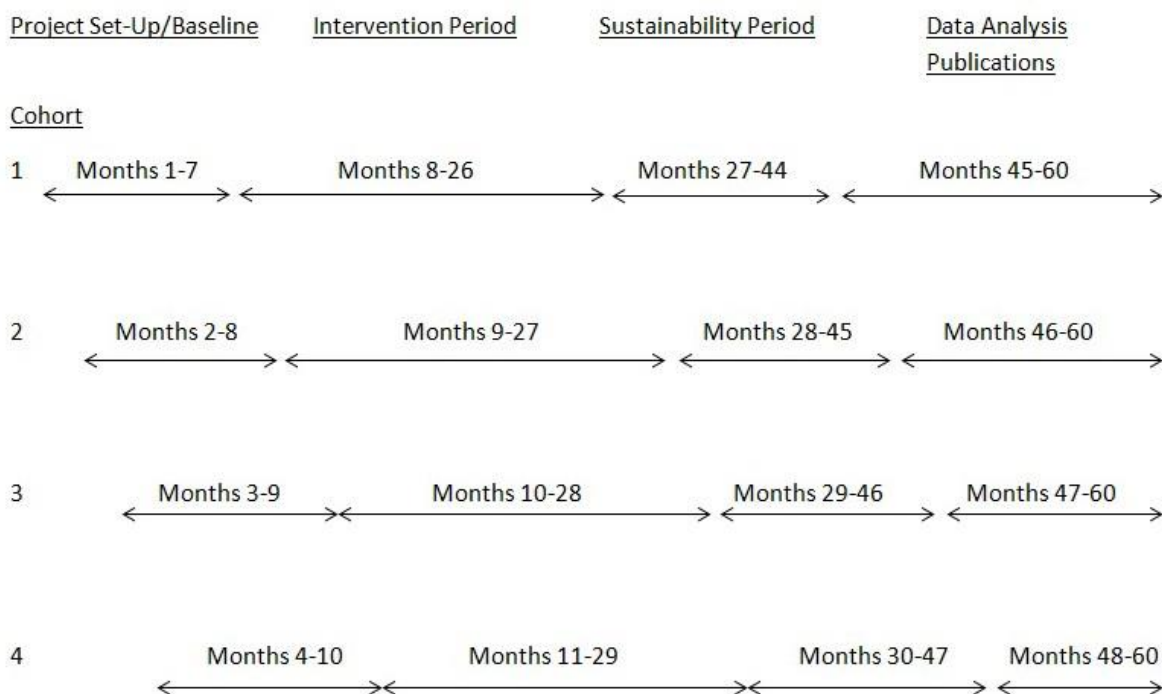 Project Set-Up/Baseline Intervention Period Sustainability Period Data Analysis
Publications
Cohort
1 Months 1-7 Months 8-26 Months 27-44 Months 45-60
2 Months 2-8 Months 9-27 Months 28-45 Months 46-60
3 Months 3-9 Months 10-28 Months 29-46 Months 47-60
4 Months 4-10 Months 11-29 Months 30-47 Months 48-60